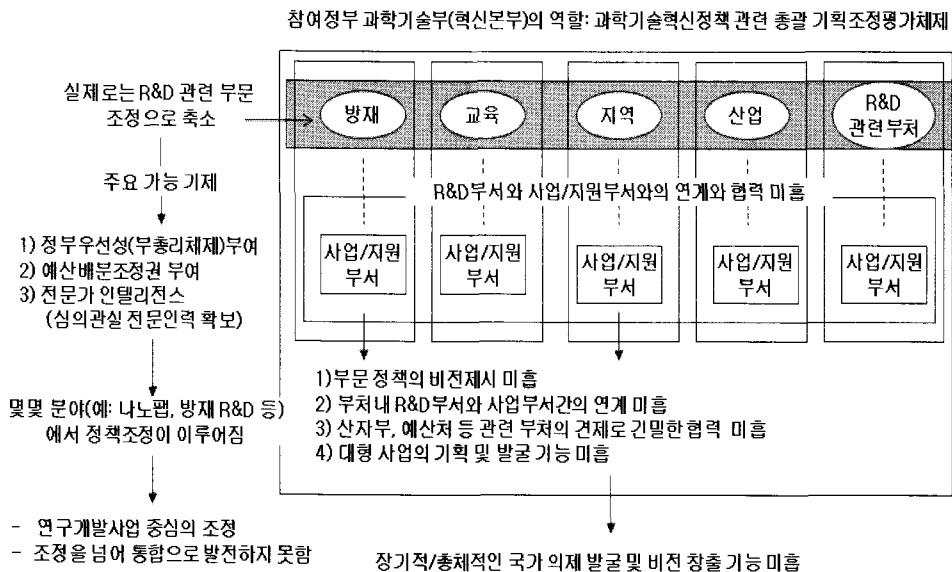 참여정부 과학기술부(혁신본부)의 역할: 과학기술혁신정책 관련 총괄 기획조정평가체제
실제로는 R&D 관련 부문
조정으로 축소
방재
교육
지역
산업
R&D
관련부처
주요 가능 기제
R&D부서와 사업/지원부서와의 연계와 협력 미흡
1) 정부우선성(부총리체제)부여
2) 예산배분조정권 부여
3) 전문가 인텔리전스
(심의관실 전문인력 확보)
사업/지원
부서
사업/지원
부서
사업/지원
부서
사업/지원
부서
사업/지원
부서
몇몇 분야(예: 나노팹, 방재 R&D 등)
에서 정책조정이 이루어짐
1)부문 정책의 비전제시 미흡
2) 부처내 R&D부서와 사업부서간의 연계 미흡
3) 산자부, 예산처 등 관련 부처의 견제로 긴밀한 협력 미흡
4) 대형 사업의 기획 및 발굴 기능 미흡
- 연구개발사업 중심의 조정
- 조정을 넘어 통합으로 발전하지 못함
장기적/총체적인 국가 의제 발굴 및 비전 창출 기능 미흡